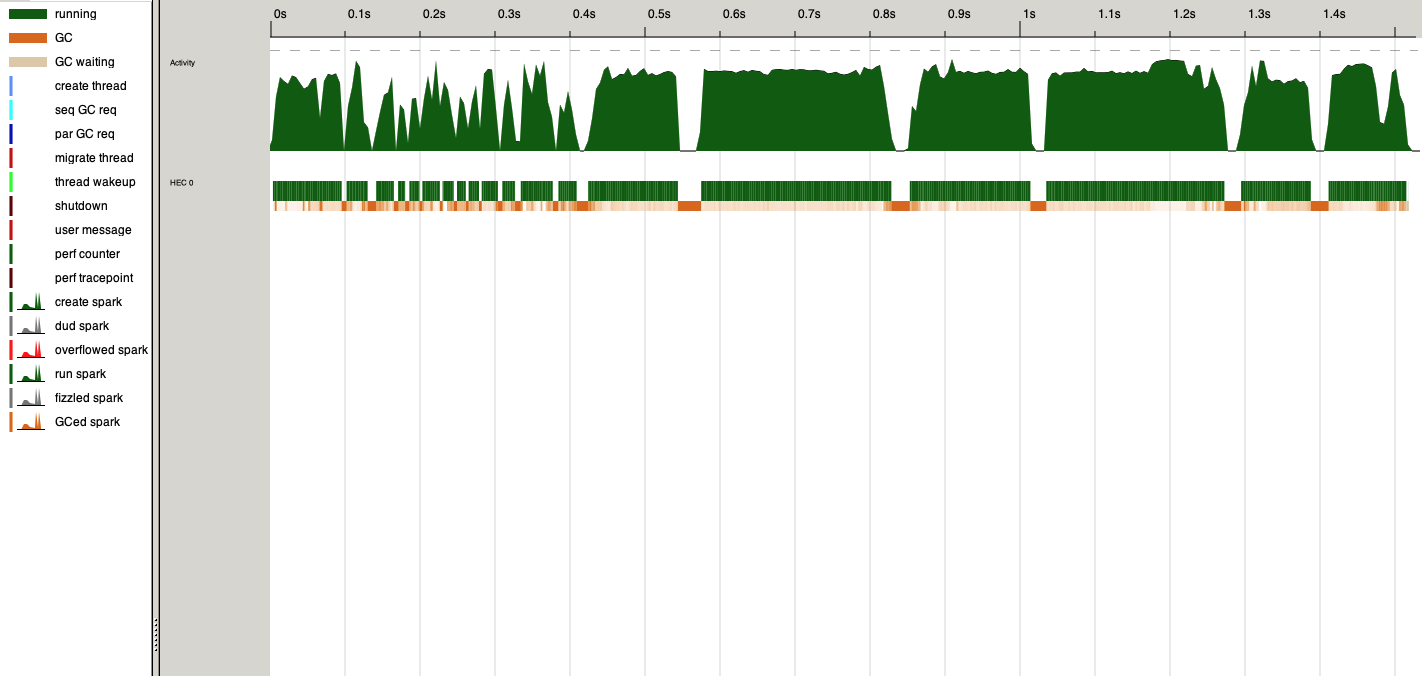 running
GC
GC waiting
create thread
seq GC req
par GC req
migrate thread
thread wakeup
shutdown
user message
perf counter
perf tracepoint
create spark
dud spark
overflowed spark
run spark
fizzled spark
GCed spark
0s 0.1s 0.2s 0.3s 0.4s 0.5s 0.6s 0.7s 0.8s 0.9s 1s 1.1s 1.2s 1.3s 1.4s
Activity
HEC 0